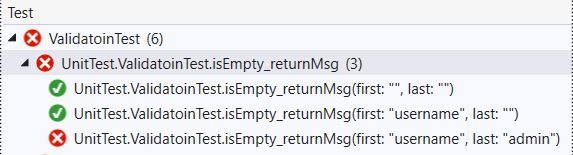 Test
ValidatoinTest (6)
UnitTest.ValidatoinTest.isEmpty_returnMsg (3)
UnitTest.ValidatoinTest.isEmpty_returnMsg(first: "", last: "")
UnitTest.ValidatoinTest.isEmpty_returnMsg(first: "username", last: "")
UnitTest.ValidatoinTest.isEmpty_returnMsg(first: "username", last: "admin")